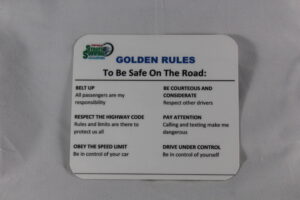 GOLDEN RULES
To Be Safe On The Road:
BELT UP
All passengers are my
responsibility
BE COURTEOUS AND
CONSIDERATE
Respect other drivers
RESPECT THE HIGHWAY CODE
Rules and limits are there to
protect us all
PAY ATTENTION
Calling and texting make me
dangerous
OBEY THE SPEED LIMIT
Be in control of your car
DRIVE UNDER CONTROL
Be in control of yourself